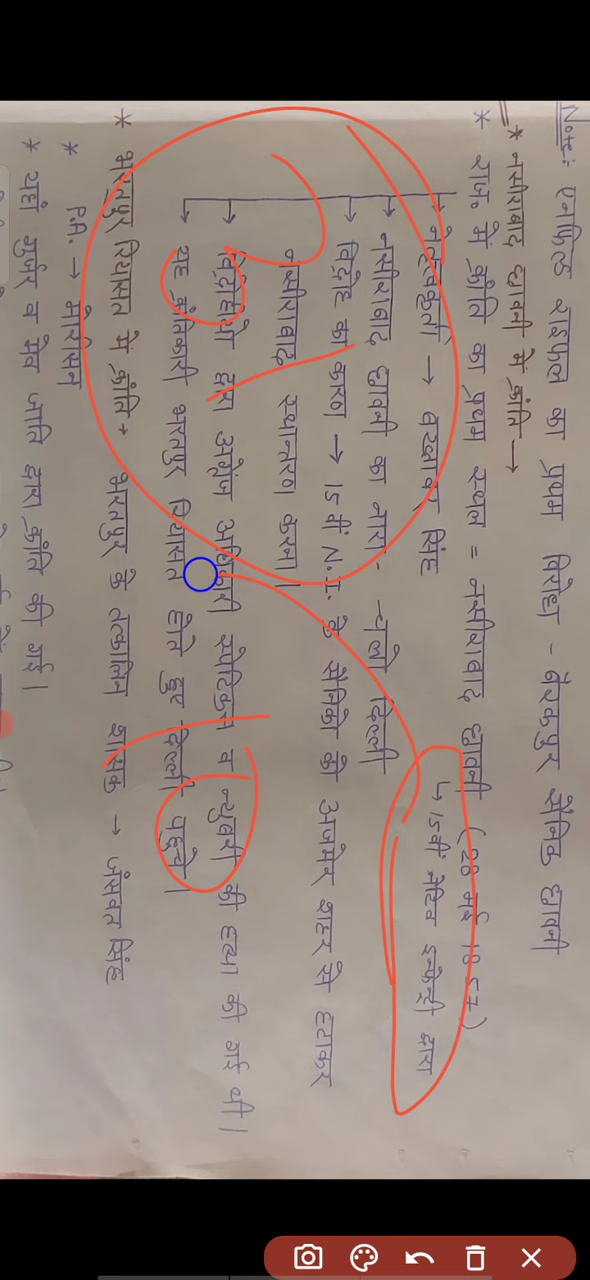 Note:- एनफिल्ड राइफल का प्रथम विरोध - बैरकपुर सैनिक छावनी
* नसीराबाद छावनी में क्रांति →
* राज. में क्रांति का प्रथम स्थल = नसीराबाद छावनी (28 मई 1857)
↳ 15वीं नेटिव इन्फेन्ट्री द्वारा
→ नेतृत्वकर्ता → बख्तावर सिंह
→ नसीराबाद छावनी का नारा - चलो दिल्ली
→ विद्रोह का कारण → 15 वीं N.I. के सैनिकों को अजमेर शहर से हटाकर
नसीराबाद स्थानान्तरण करना।
→ विद्रोहियों द्वारा अंग्रेज अधिकारी स्पोटिस्वुड व न्युबरी की हत्या की गई थी।
→ यह क्रांतिकारी भरतपुर रियासत होते हुए दिल्ली पहुचे।
* भरतपुर रियासत में क्रांति → भरतपुर के तत्कालिन शासक → जसवंत सिंह
* P.A. → मोरीसन
* यहां गुर्जर व मेव जाति द्वारा क्रांति की गई।